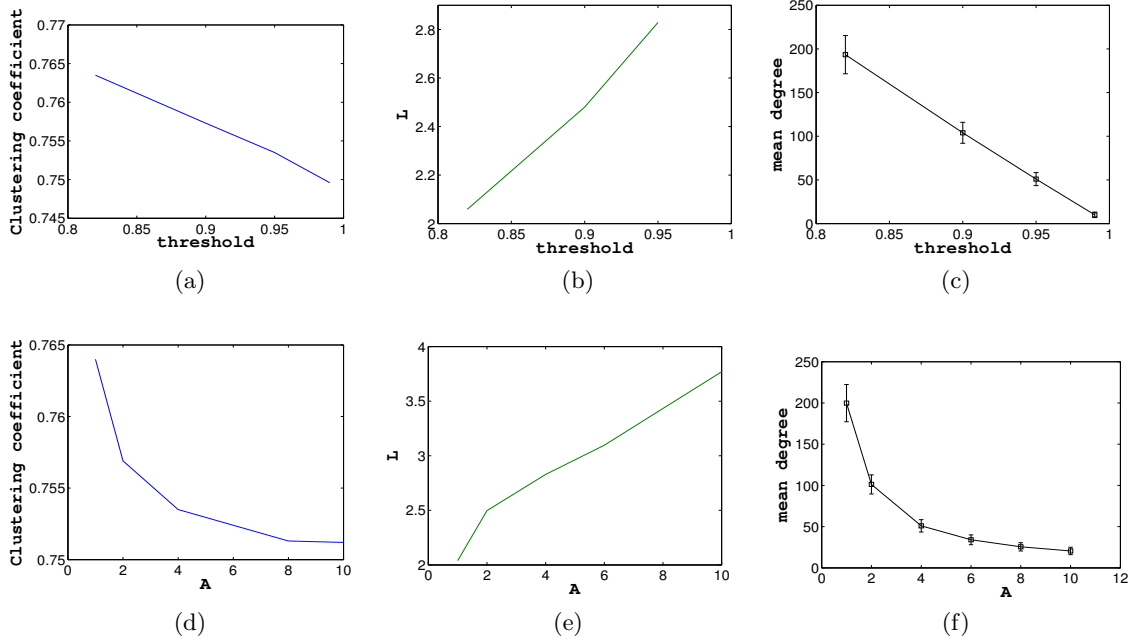 Clustering coefficient
0.77
0.765
0.76
0.755
0.75
0.745
0.8 0.85 0.9 0.95 1
threshold
(a)
L
2.8
2.6
2.4
2.2
2
0.8 0.85 0.9 0.95 1
threshold
(b)
mean degree
250
200
150
100
50
0
0.8 0.85 0.9 0.95 1
threshold
(c)
Clustering coefficient
0.765
0.76
0.755
0.75
0 2 4 6 8 10
A
(d)
L
4
3.5
3
2.5
2
0 2 4 6 8 10
A
(e)
mean degree
250
200
150
100
50
0
0 2 4 6 8 10 12
A
(f)